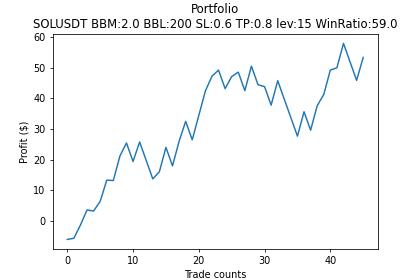 Portfolio
SOLUSDT BBM:2.0 BBL:200 SL:0.6 TP:0.8 lev:15 WinRatio:59.0
60
50
40
30
20
10
0
Profit ($)
0 10 20 30 40
Trade counts